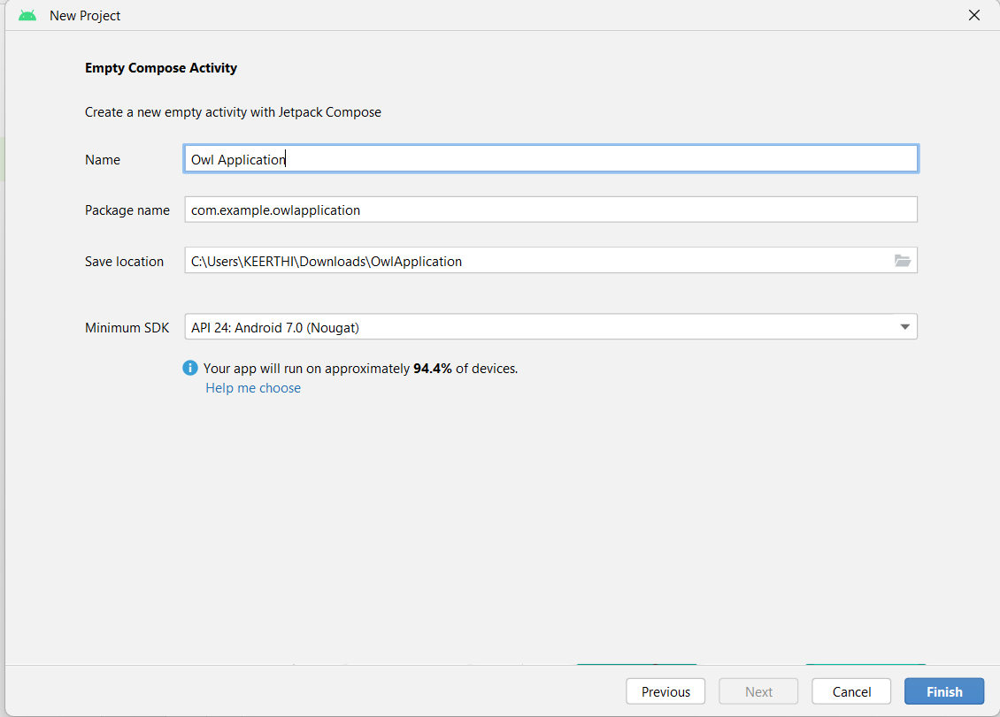 New Project
Empty Compose Activity
Create a new empty activity with Jetpack Compose
Name Owl Application
Package name com.example.owlapplication
Save location C:\Users\KEERTHI\Downloads\OwlApplication
Minimum SDK API 24: Android 7.0 (Nougat)
Your app will run on approximately 94.4% of devices.
Help me choose
Previous Next Cancel Finish